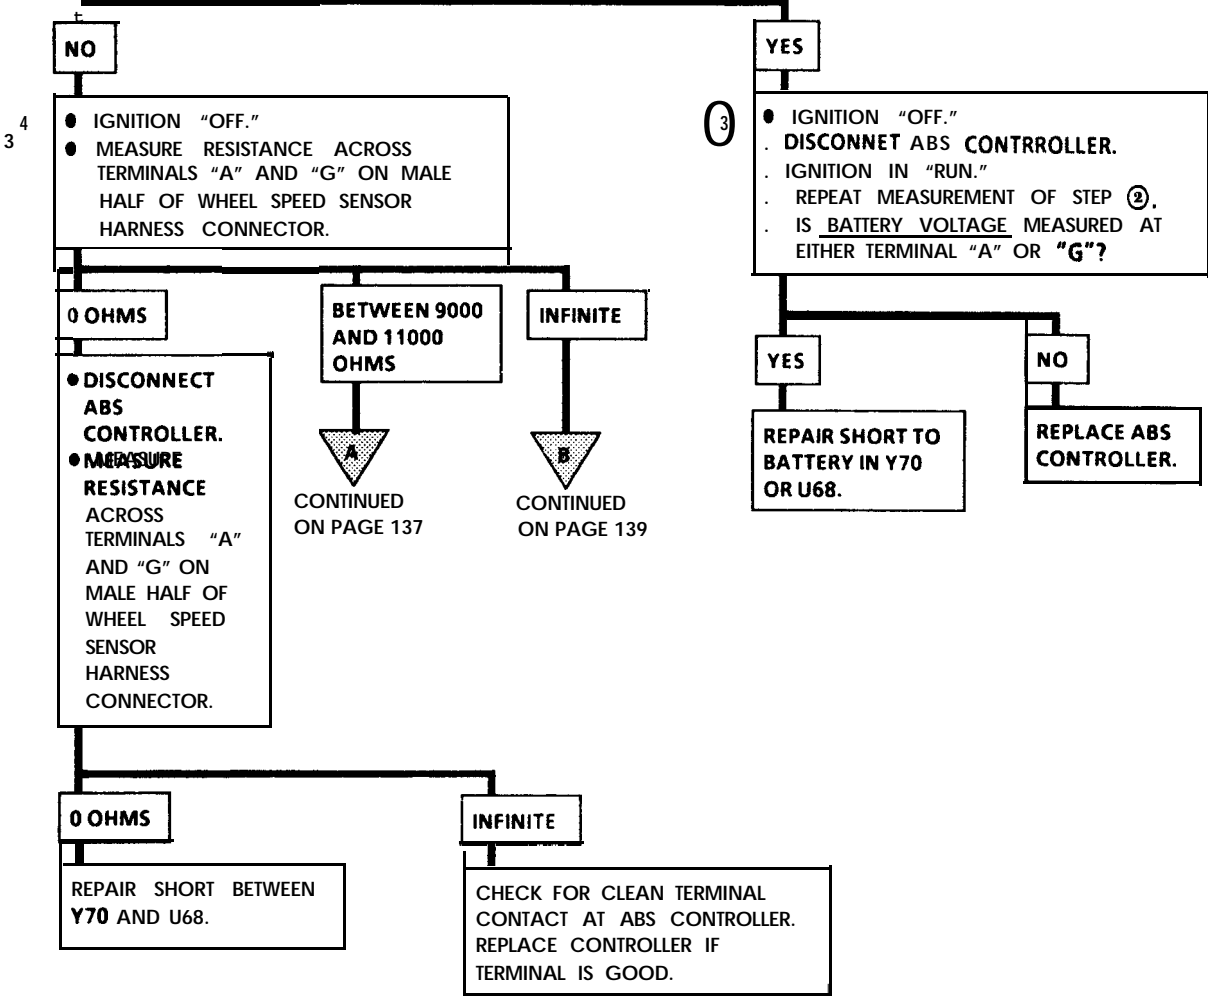 t
NO
3 4
● IGNITION "OFF."
● MEASURE RESISTANCE ACROSS
TERMINALS "A" AND "G" ON MALE
HALF OF WHEEL SPEED SENSOR
HARNESS CONNECTOR.
0 OHMS
● DISCONNECT
ABS
CONTROLLER.
● MEASURE
RESISTANCE
ACROSS
TERMINALS "A"
AND "G" ON
MALE HALF OF
WHEEL SPEED
SENSOR
HARNESS
CONNECTOR.
0 OHMS
REPAIR SHORT BETWEEN
Y70 AND U68.
INFINITE
CHECK FOR CLEAN TERMINAL
CONTACT AT ABS CONTROLLER.
REPLACE CONTROLLER IF
TERMINAL IS GOOD.
BETWEEN 9000
AND 11000
OHMS
A
CONTINUED
ON PAGE 137
INFINITE
B
CONTINUED
ON PAGE 139
YES
3
● IGNITION "OFF."
. DISCONNET ABS CONTRROLLER.
. IGNITION IN "RUN."
. REPEAT MEASUREMENT OF STEP ②.
. IS BATTERY VOLTAGE MEASURED AT
EITHER TERMINAL "A" OR "G"?
YES
REPAIR SHORT TO
BATTERY IN Y70
OR U68.
NO
REPLACE ABS
CONTROLLER.